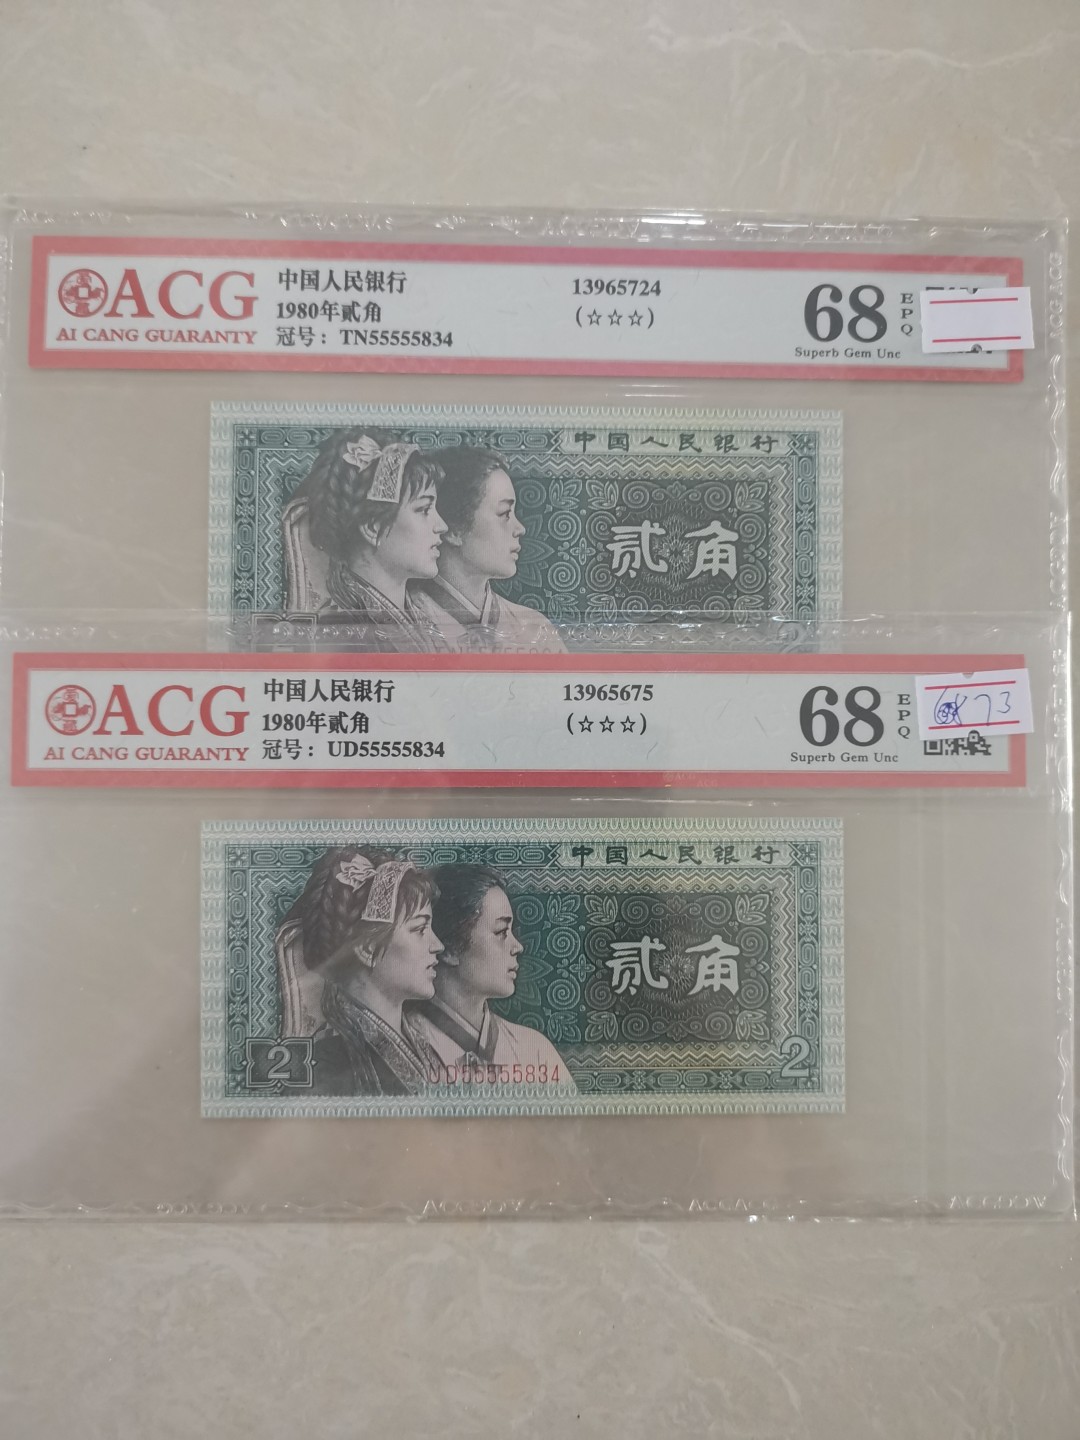 ACG
AI CANG GUARANTY
中国人民银行
1980年贰角
冠号：TN55555834
13965724
(☆☆☆)
68
EPQ
Superb Gem Unc
中国人民银行
贰角
ACG
AI CANG GUARANTY
中国人民银行
1980年贰角
冠号：UD55555834
13965675
(☆☆☆)
68
EPQ
Superb Gem Unc
73
中国人民银行
贰角
2
2
UD55555834